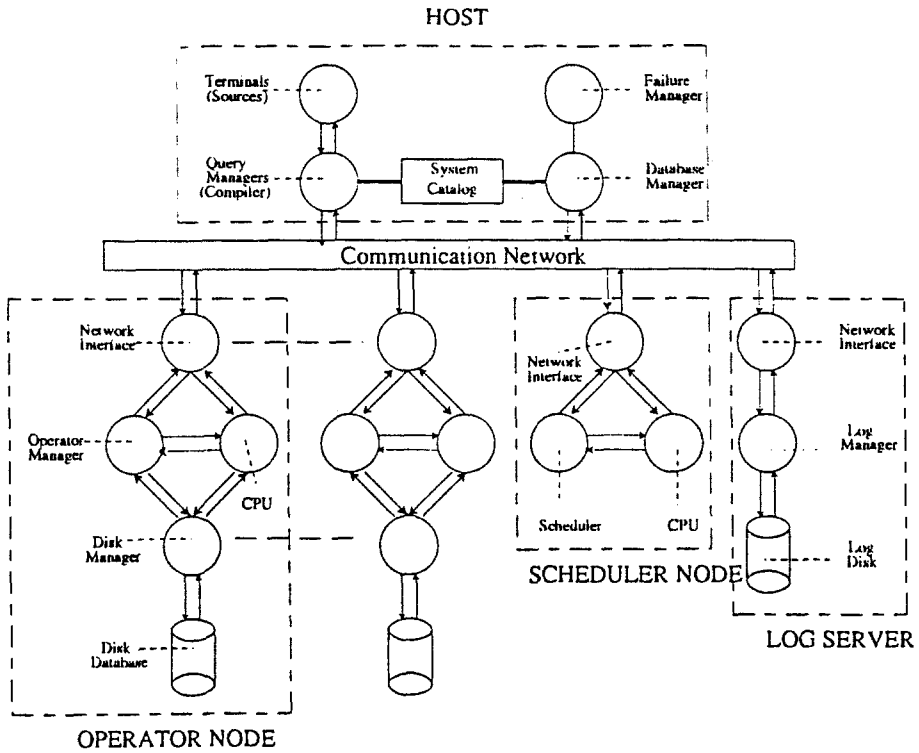 HOST
Terminals
(Sources)
Failure
Manager
Query
Managers
(Compiler)
System
Catalog
Database
Manager
Communication Network
Network
Interface
Network
Interface
Network
Interface
Operator
Manager
Log
Manager
CPU
Scheduler
CPU
Disk
Manager
Log
Disk
SCHEDULER NODE
LOG SERVER
Disk
Database
OPERATOR NODE